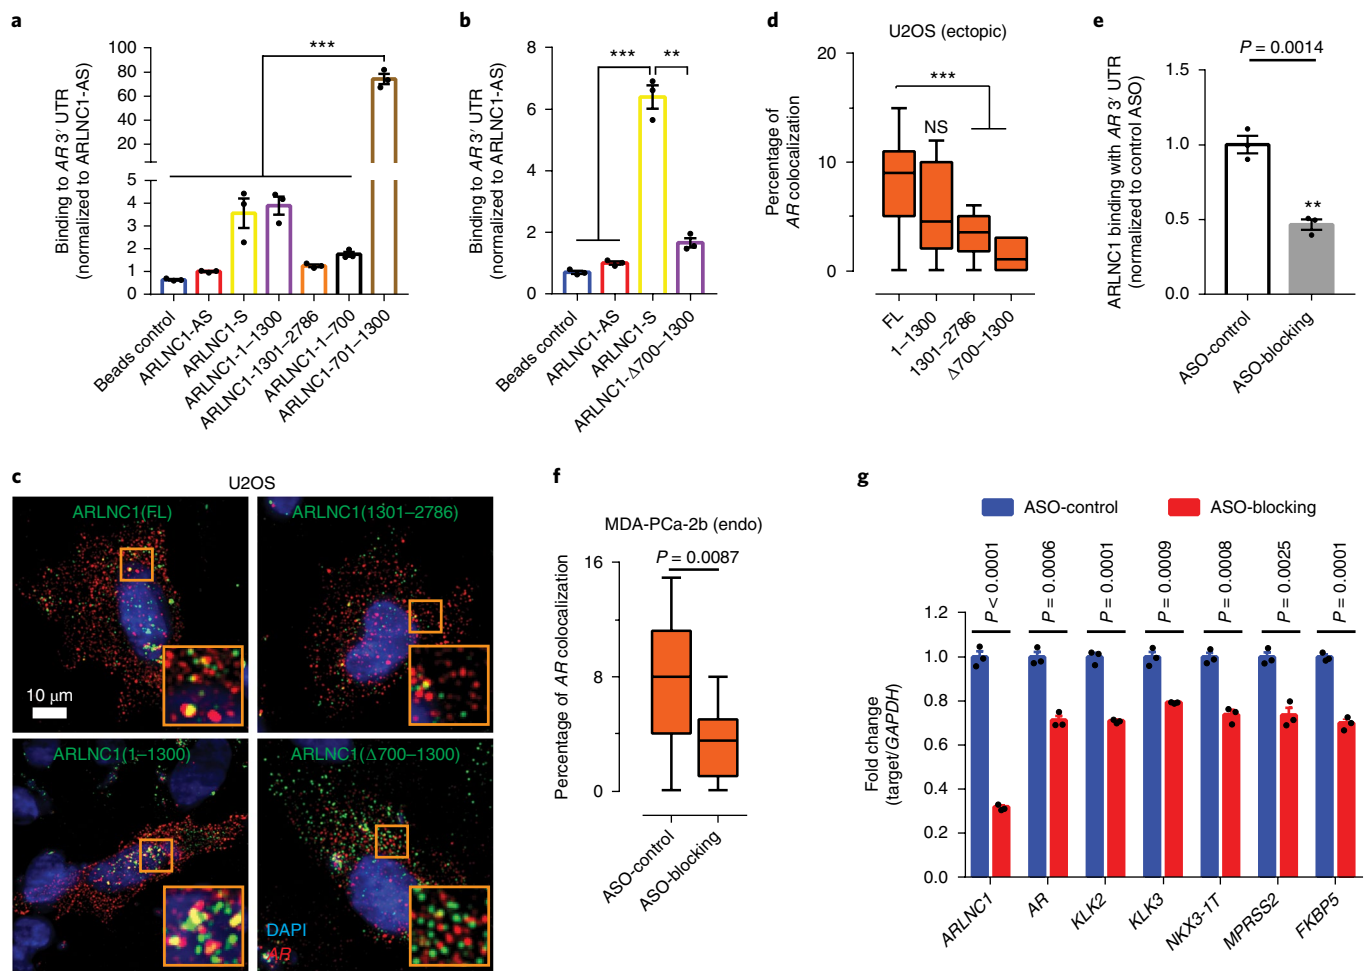 a
Binding to AR 3′ UTR
(normalized to ARLNC1-AS)
100
80
60
40
20
5
4
3
2
1
0
***
Beads control
ARLNC1-AS
ARLNC1-S
ARLNC1-1–1300
ARLNC1-1301–2786
ARLNC1-1–700
ARLNC1-701–1300
b
Binding to AR 3′ UTR
(normalized to ARLNC1-AS)
8
6
4
2
0
*** **
Beads control
ARLNC1-AS
ARLNC1-S
ARLNC1-Δ700–1300
d
U2OS (ectopic)
Percentage of
AR colocalization
20
10
0
***
NS
FL
1–1300
1301–2786
Δ700–1300
e
P = 0.0014
ARLNC1 binding with AR 3′ UTR
(normalized to control ASO)
1.5
1.0
0.5
0.0
**
ASO-control
ASO-blocking
c
U2OS
ARLNC1(FL)
10 μm
ARLNC1(1301–2786)
ARLNC1(1–1300)
ARLNC1(Δ700–1300)
DAPI
AR
f
MDA-PCa-2b (endo)
P = 0.0087
Percentage of AR colocalization
16
8
0
ASO-control
ASO-blocking
g
ASO-control ASO-blocking
P < 0.0001
P = 0.0006
P = 0.0001
P = 0.0009
P = 0.0008
P = 0.0025
P = 0.0001
Fold change
(target/GAPDH)
1.2
1.0
0.8
0.6
0.4
0.2
0.0
ARLNC1
AR
KLK2
KLK3
NKX3-1T
MPRSS2
FKBP5